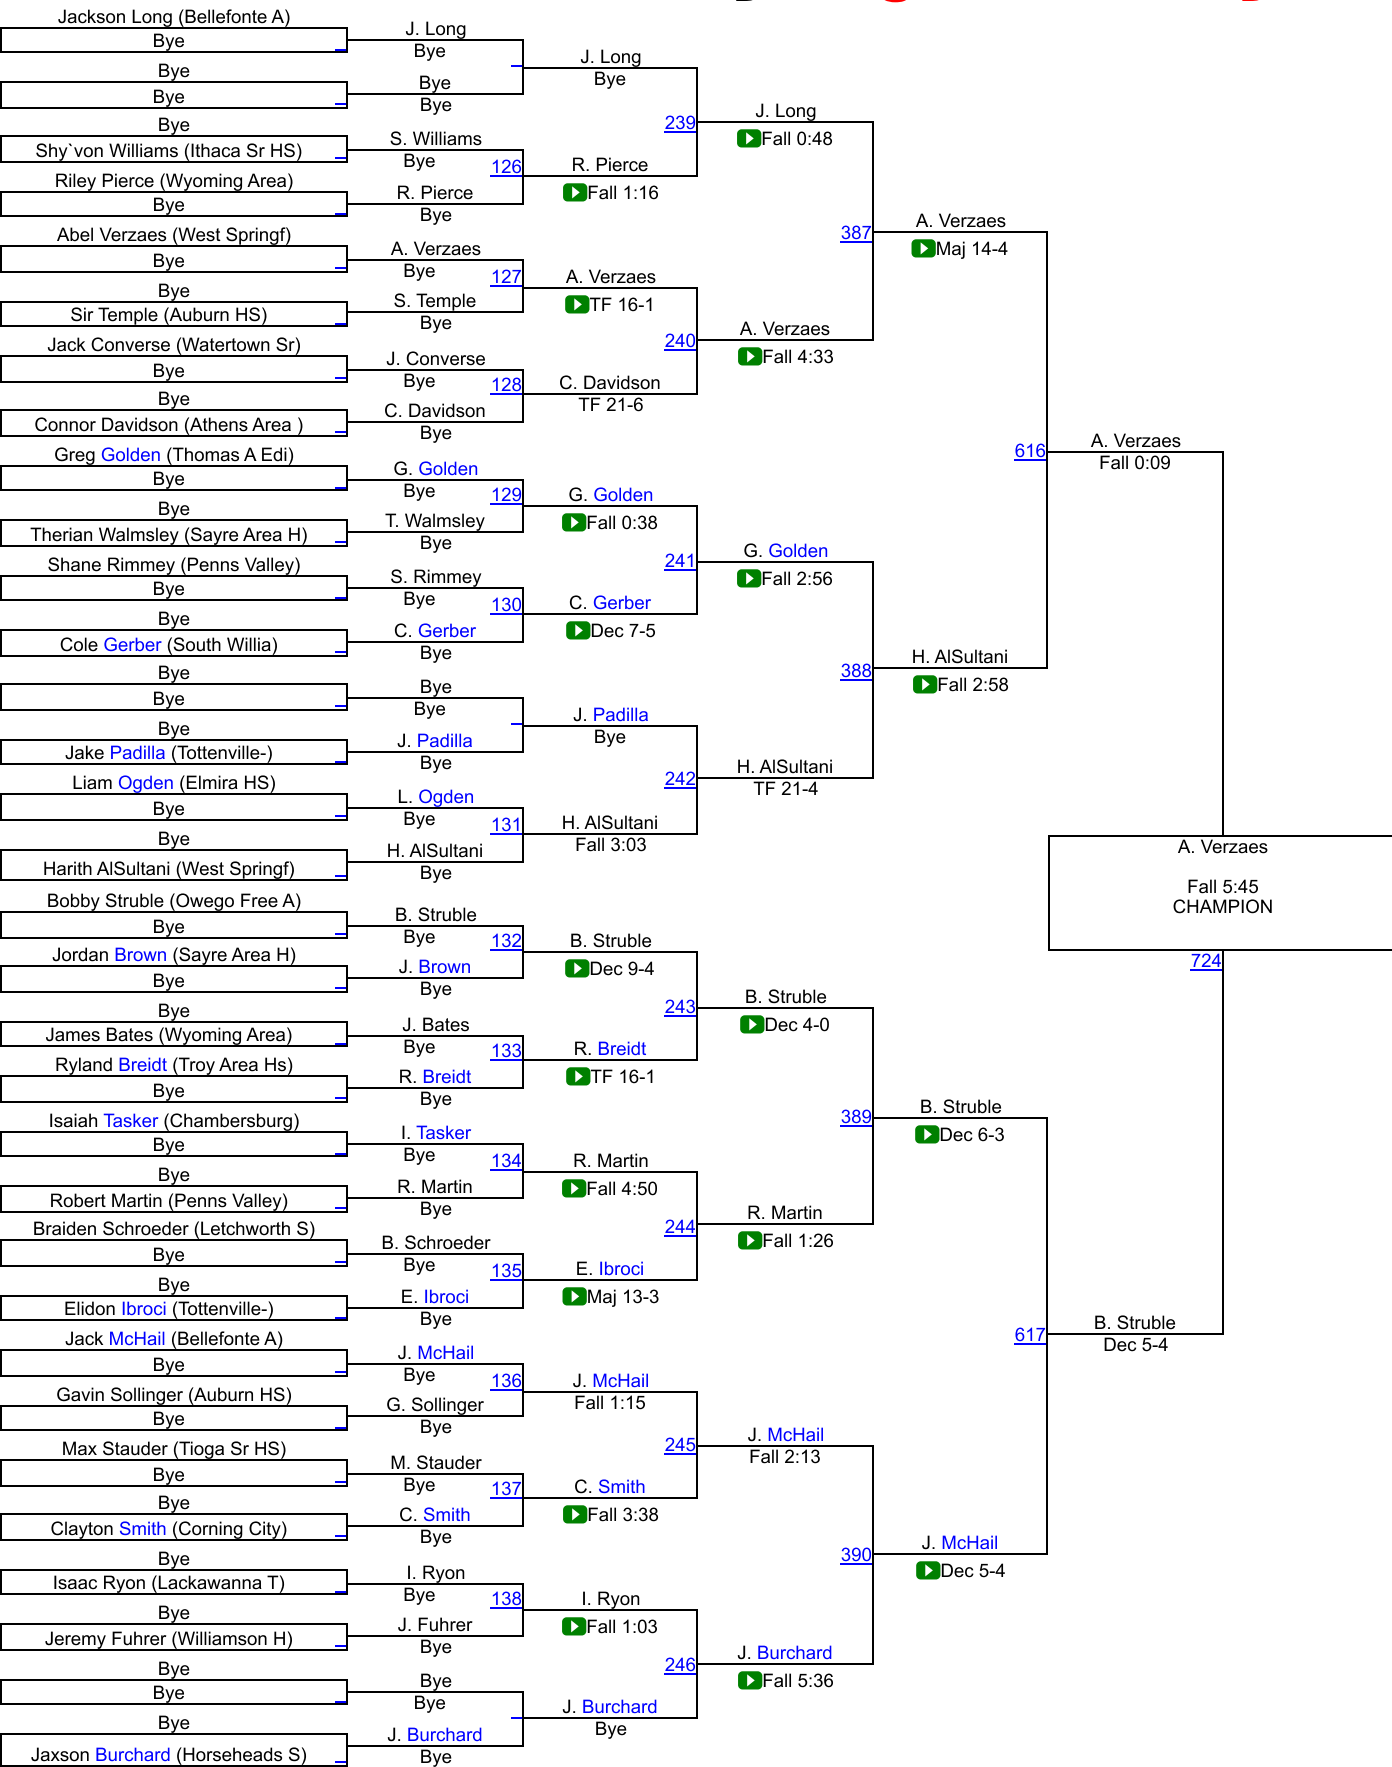 Jackson Long (Bellefonte A)
Bye
Bye
Bye
Bye
Shy`von Williams (Ithaca Sr HS)
Riley Pierce (Wyoming Area)
Bye
Abel Verzaes (West Springf)
Bye
Bye
Sir Temple (Auburn HS)
Jack Converse (Watertown Sr)
Bye
Bye
Connor Davidson (Athens Area )
Greg Golden (Thomas A Edi)
Bye
Bye
Therian Walmsley (Sayre Area H)
Shane Rimmey (Penns Valley)
Bye
Bye
Cole Gerber (South Willia)
Bye
Bye
Bye
Jake Padilla (Tottenville-)
Liam Ogden (Elmira HS)
Bye
Bye
Harith AlSultani (West Springf)
Bobby Struble (Owego Free A)
Bye
Jordan Brown (Sayre Area H)
Bye
Bye
James Bates (Wyoming Area)
Ryland Breidt (Troy Area Hs)
Bye
Isaiah Tasker (Chambersburg)
Bye
Bye
Robert Martin (Penns Valley)
Braiden Schroeder (Letchworth S)
Bye
Bye
Elidon Ibroci (Tottenville-)
Jack McHail (Bellefonte A)
Bye
Gavin Sollinger (Auburn HS)
Bye
Max Stauder (Tioga Sr HS)
Bye
Bye
Clayton Smith (Corning City)
Bye
Isaac Ryon (Lackawanna T)
Bye
Jeremy Fuhrer (Williamson H)
Bye
Bye
Bye
Jaxson Burchard (Horseheads S)
J. Long
Bye
Bye
Bye
S. Williams
Bye
126
R. Pierce
Bye
A. Verzaes
Bye
127
S. Temple
Bye
J. Converse
Bye
128
C. Davidson
Bye
G. Golden
Bye
129
T. Walmsley
Bye
S. Rimmey
Bye
130
C. Gerber
Bye
Bye
Bye
J. Padilla
Bye
L. Ogden
Bye
131
H. AlSultani
Bye
B. Struble
Bye
132
J. Brown
Bye
J. Bates
Bye
133
R. Breidt
Bye
I. Tasker
Bye
134
R. Martin
Bye
B. Schroeder
Bye
135
E. Ibroci
Bye
J. McHail
Bye
136
G. Sollinger
Bye
M. Stauder
Bye
137
C. Smith
Bye
I. Ryon
Bye
138
J. Fuhrer
Bye
Bye
Bye
J. Burchard
Bye
J. Long
Bye
239
R. Pierce
Fall 1:16
A. Verzaes
TF 16-1
240
C. Davidson
TF 21-6
G. Golden
Fall 0:38
241
C. Gerber
Dec 7-5
J. Padilla
Bye
242
H. AlSultani
Fall 3:03
B. Struble
Dec 9-4
243
R. Breidt
TF 16-1
R. Martin
Fall 4:50
244
E. Ibroci
Maj 13-3
J. McHail
Fall 1:15
245
C. Smith
Fall 3:38
I. Ryon
Fall 1:03
246
J. Burchard
Bye
J. Long
Fall 0:48
387
A. Verzaes
Fall 4:33
G. Golden
Fall 2:56
388
H. AlSultani
TF 21-4
B. Struble
Dec 4-0
389
R. Martin
Fall 1:26
J. McHail
Fall 2:13
390
J. Burchard
Fall 5:36
A. Verzaes
Maj 14-4
616
H. AlSultani
Fall 2:58
B. Struble
Dec 6-3
617
J. McHail
Dec 5-4
A. Verzaes
Fall 0:09
A. Verzaes
Fall 5:45
CHAMPION
724
B. Struble
Dec 5-4